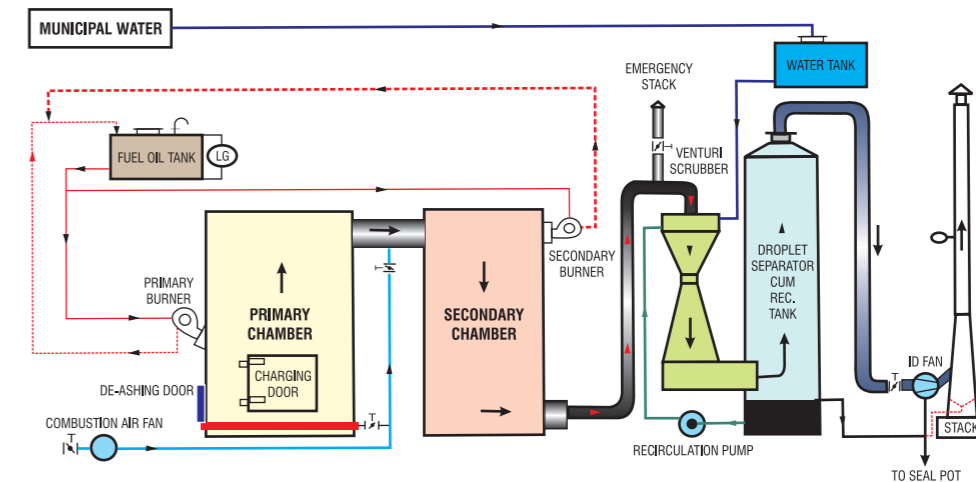 MUNICIPAL WATER
WATER TANK
EMERGENCY
STACK
FUEL OIL TANK
LG
VENTURI
SCRUBBER
SECONDARY
BURNER
DROPLET
SEPARATOR
CUM
REC.
TANK
PRIMARY
BURNER
PRIMARY
CHAMBER
SECONDARY
CHAMBER
CHARGING
DOOR
DE-ASHING DOOR
COMBUSTION AIR FAN
ID FAN
RECIRCULATION PUMP
STACK
TO SEAL POT